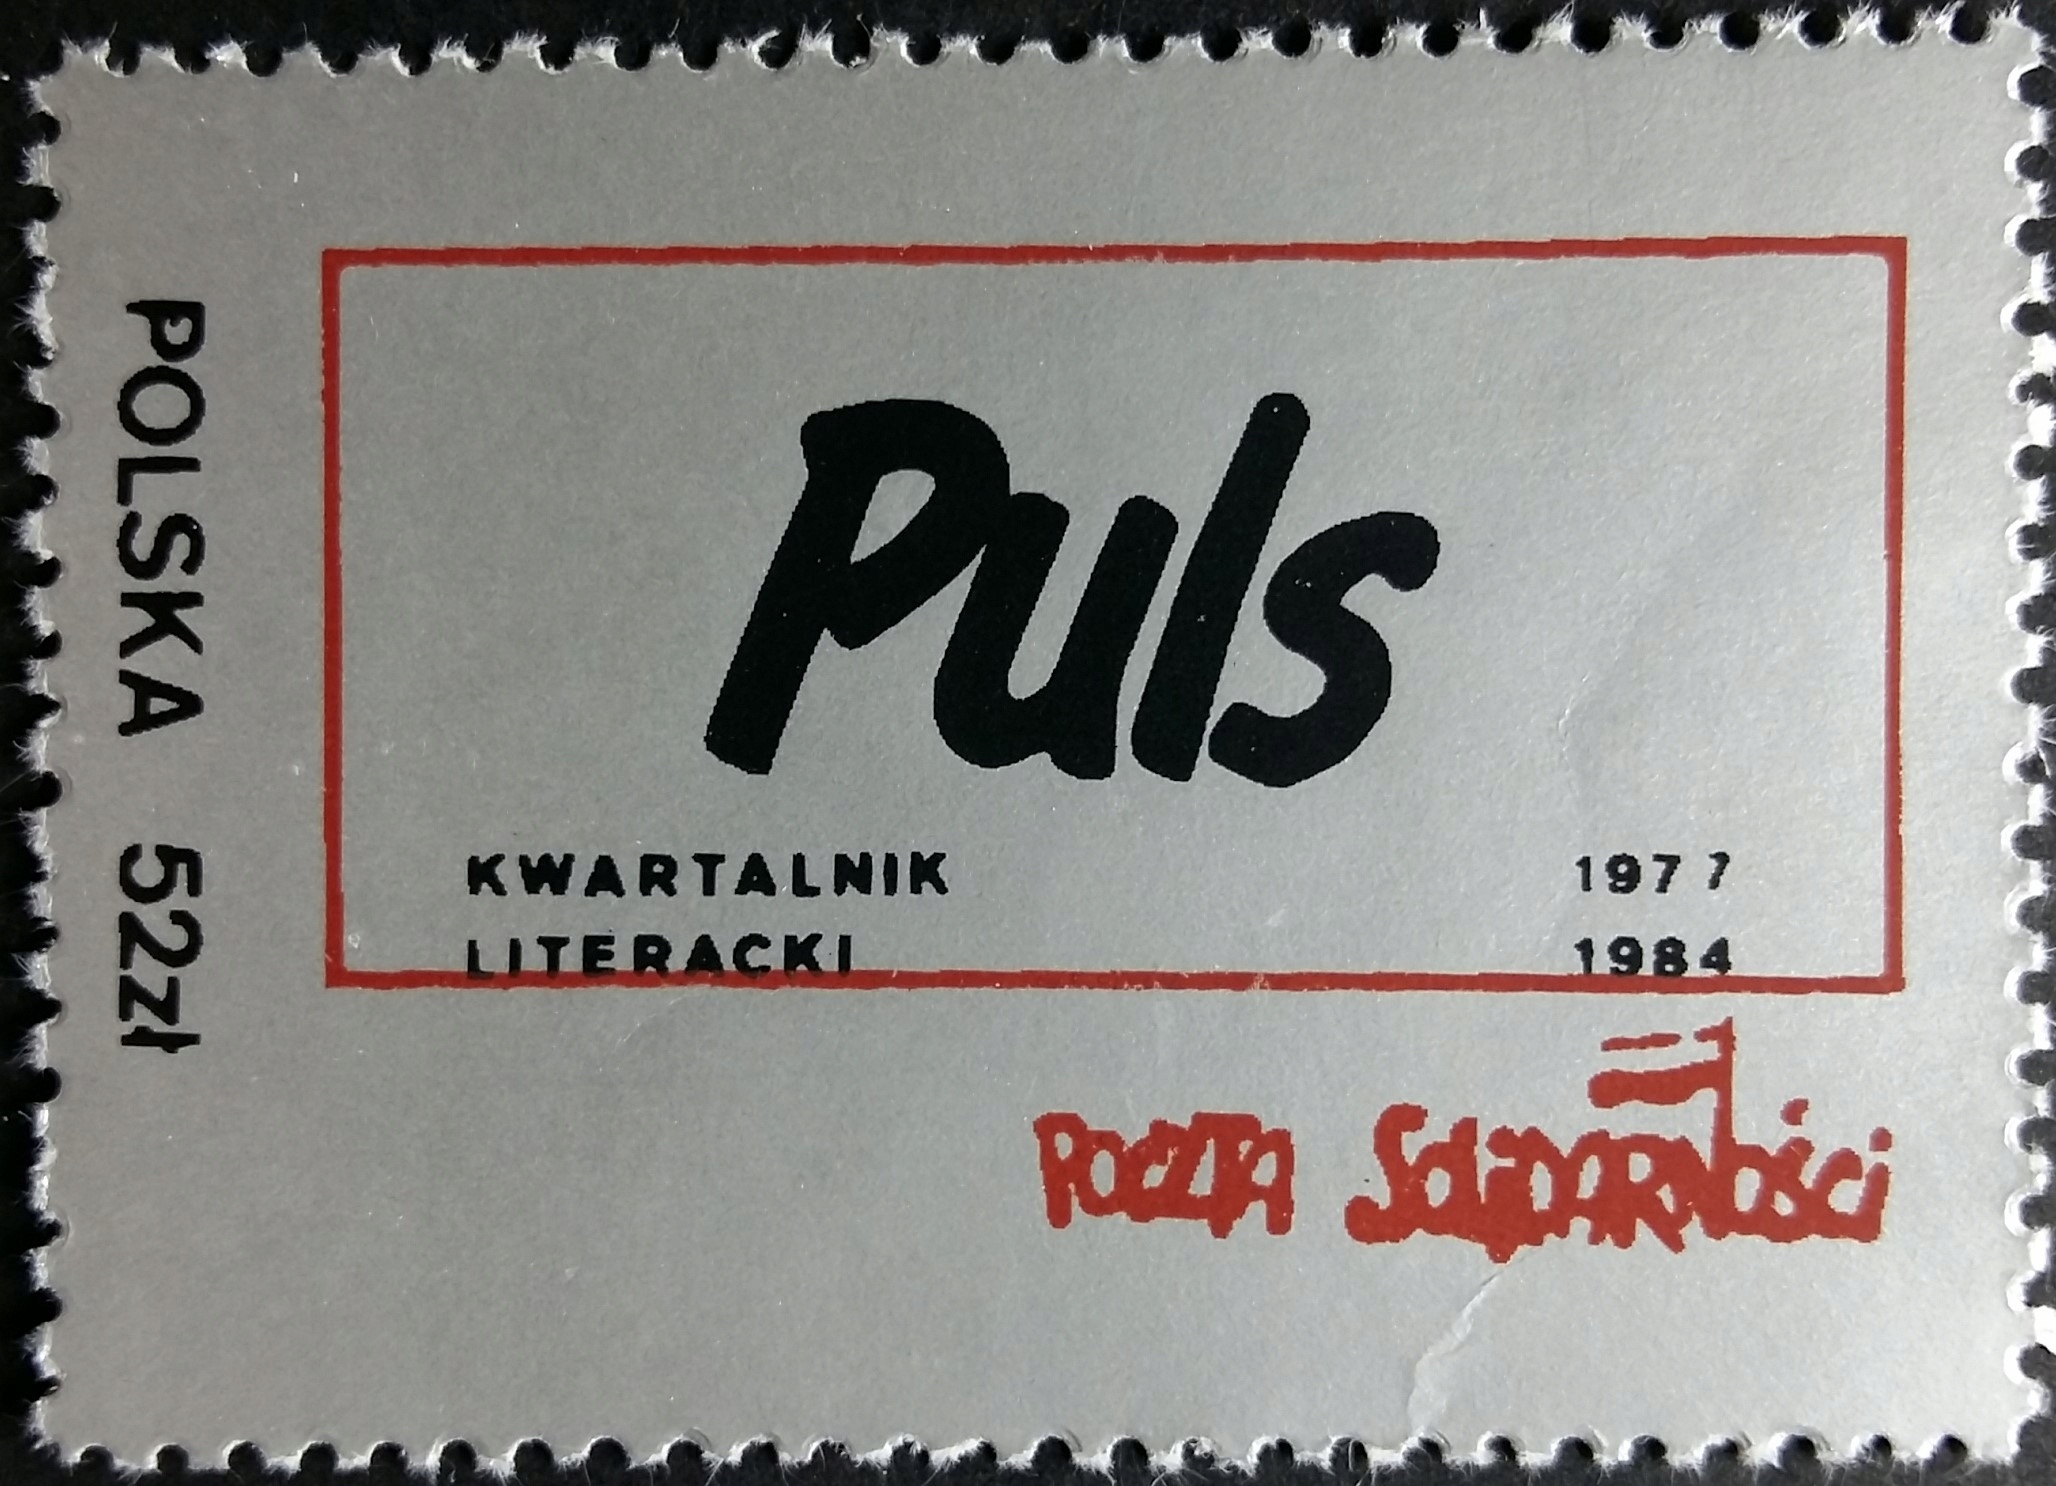 POLSKA 52zł
Puls
KWARTALNIK 1977
LITERACKI 1984
POCZTA SOLIDARNOŚCI